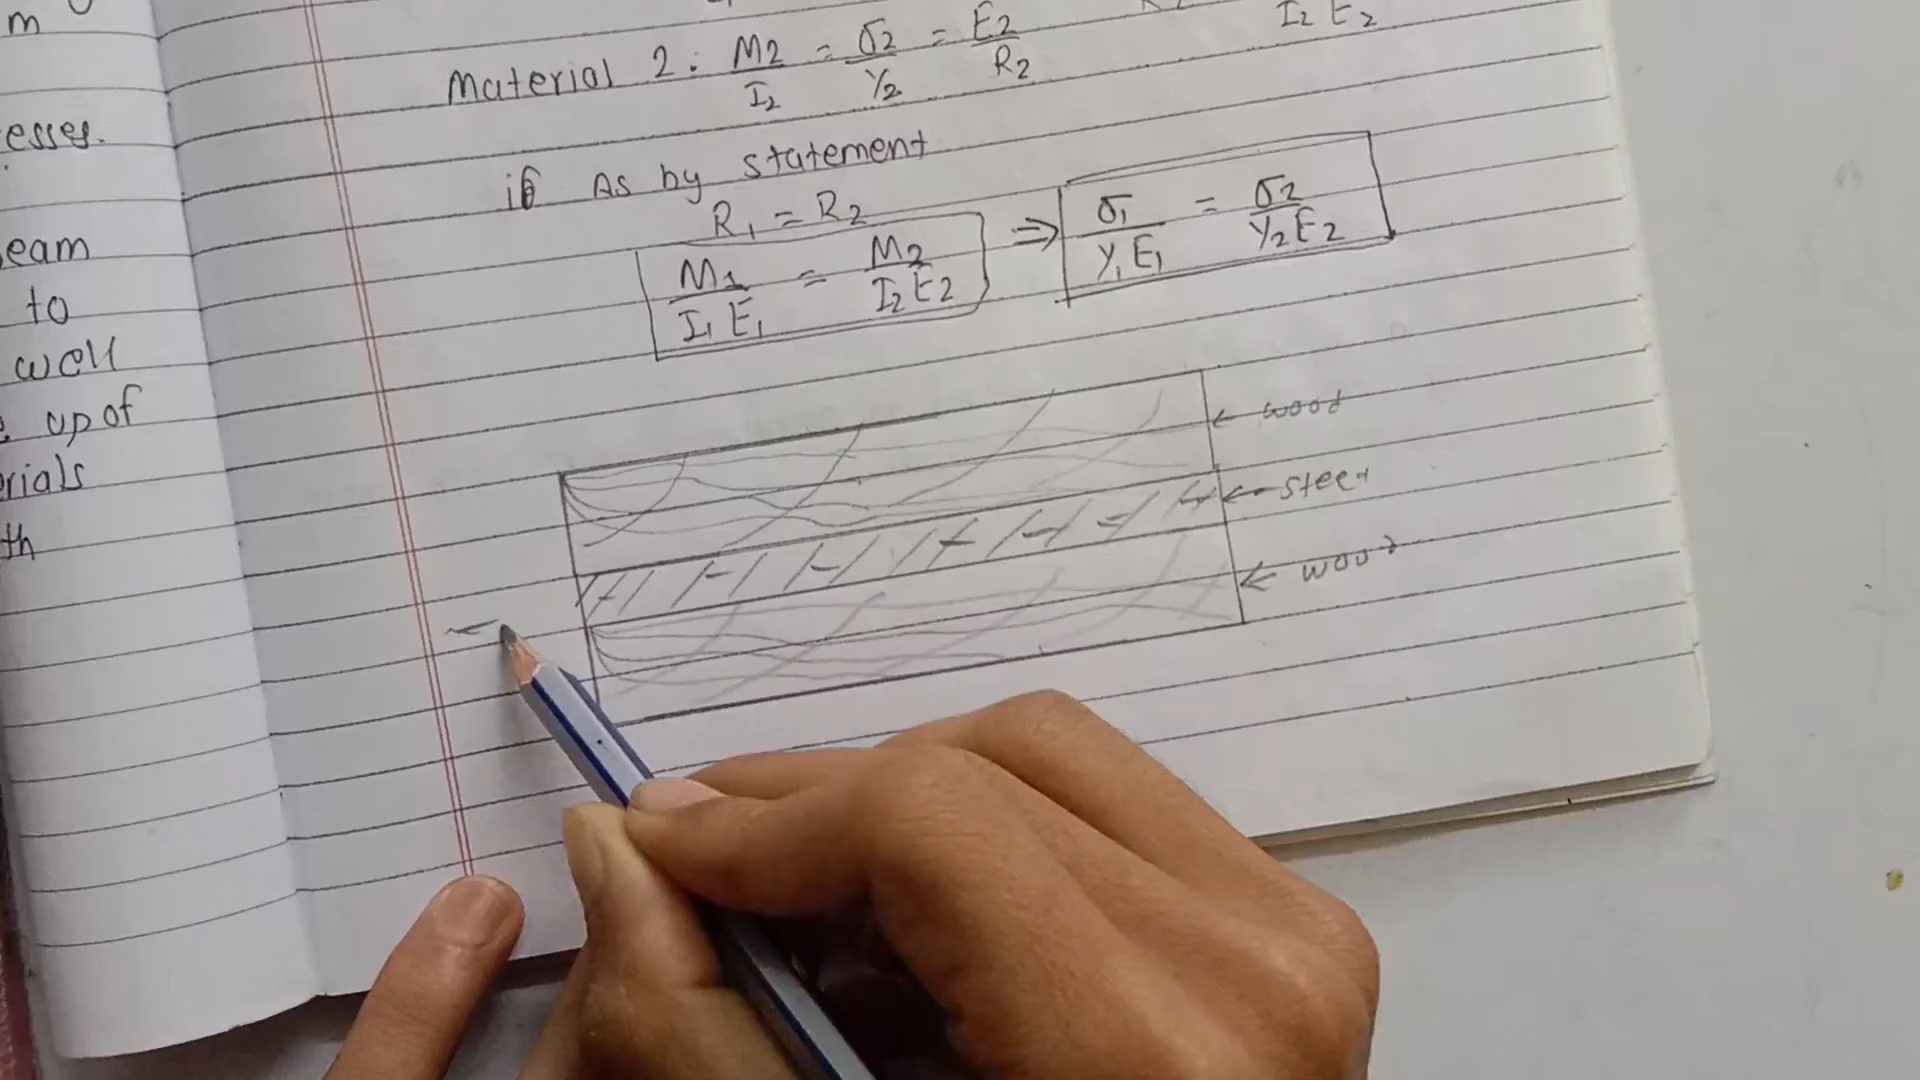 m
esses.
eam
to
well
up of
rials
th
I₂ E₂
Material 2 : M₂/I₂ = σ₂/Y₂ = E₂/R₂
if As by statement
R₁ = R₂
M₁/I₁E₁ = M₂/I₂E₂ ⇒ σ₁/Y₁E₁ = σ₂/Y₂E₂
← wood
← steel
← wood